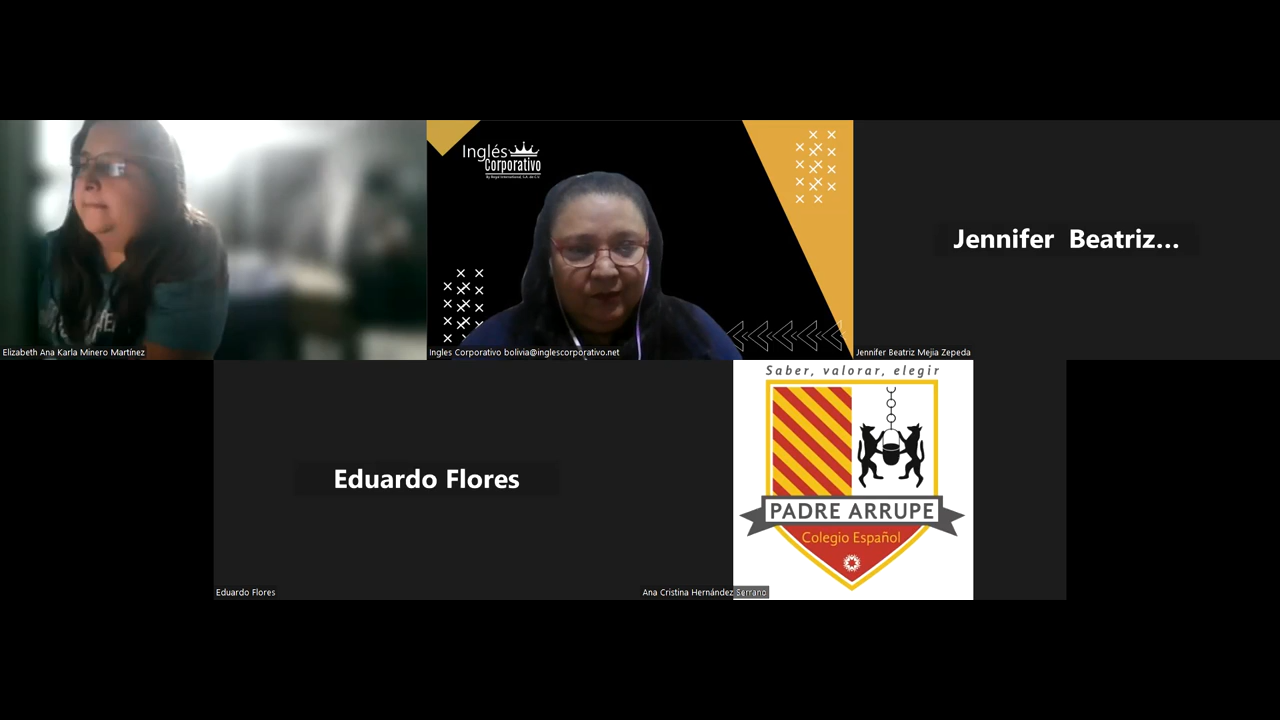 Inglés
Corporativo
Elizabeth Ana Karla Minero Martínez
Ingles Corporativo bolivia@inglescorporativo.net
Jennifer Beatriz...
Jennifer Beatriz Mejia Zepeda
Eduardo Flores
Eduardo Flores
Saber, valorar, elegir
PADRE ARRUPE
Colegio Español
Ana Cristina Hernández Serrano